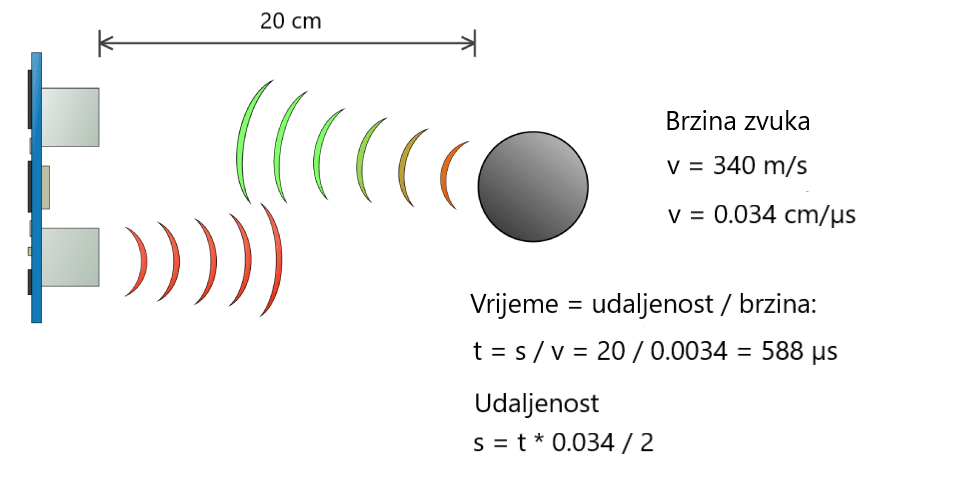 20 cm
Brzina zvuka
v = 340 m/s
v = 0.034 cm/µs
Vrijeme = udaljenost / brzina:
t = s / v = 20 / 0.0034 = 588 µs
Udaljenost
s = t * 0.034 / 2